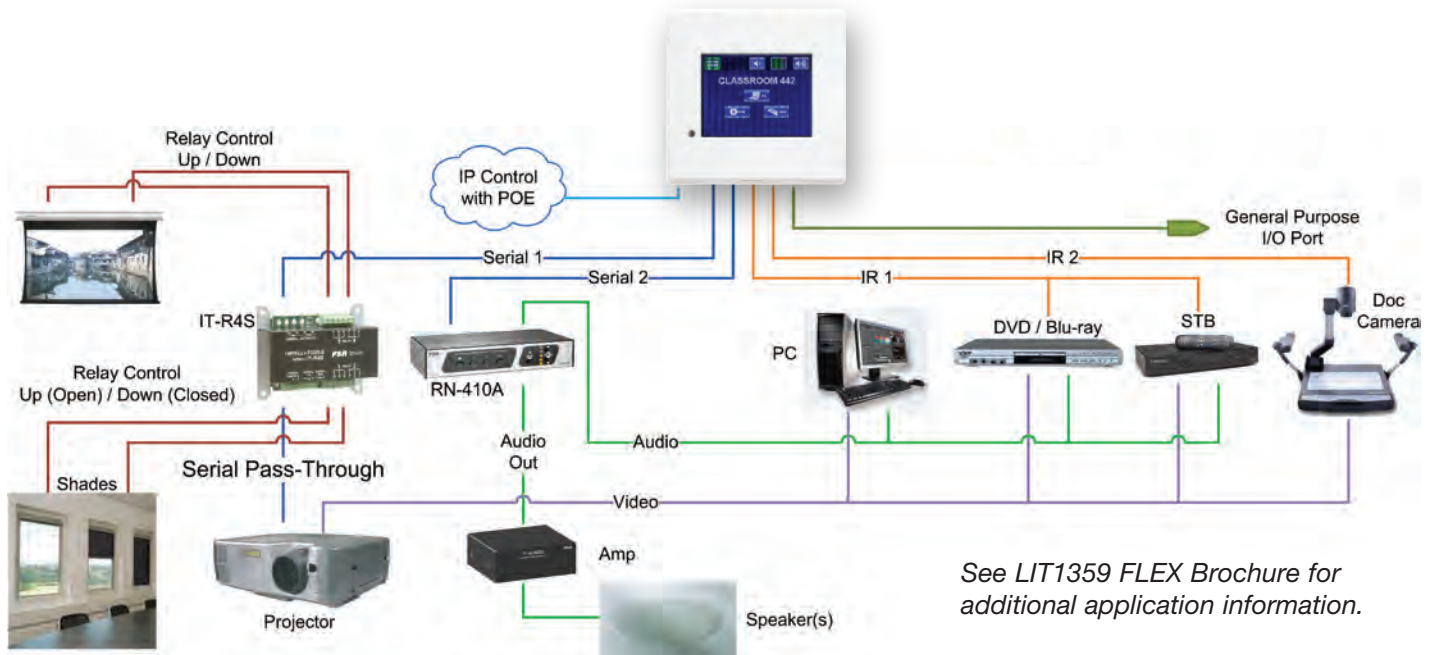 CLASSROOM 442
Relay Control
Up / Down
IP Control
with POE
General Purpose
I/O Port
Serial 1
IR 2
Serial 2
IR 1
IT-R4S
Doc
Camera
DVD / Blu-ray
STB
PC
Relay Control
Up (Open) / Down (Closed)
FSR
RN-410A
Audio
Out
Audio
Serial Pass-Through
Shades
Video
Amp
See LIT1359 FLEX Brochure for
additional application information.
Projector
Speaker(s)